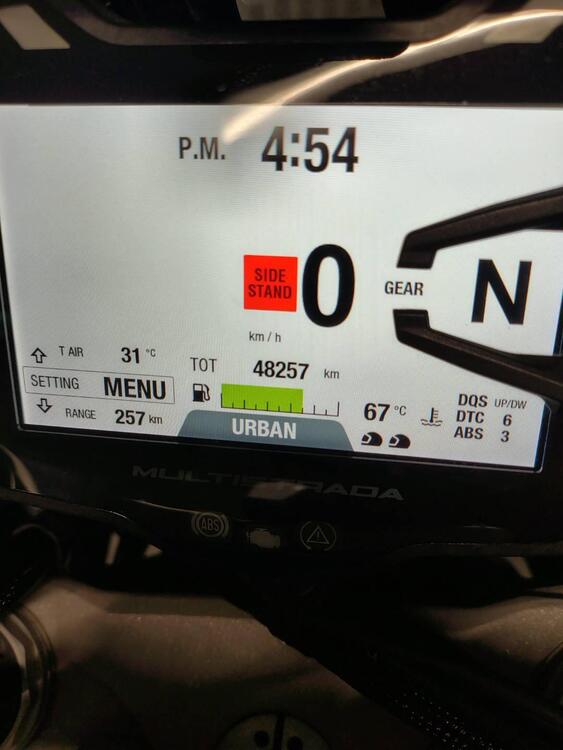 P.M. 4:54
SIDE
STAND
0
km / h
GEAR
N
T AIR 31 °C
SETTING MENU
RANGE 257 km
TOT 48257 km
URBAN
67 °C
DQS UP/DW
DTC 6
ABS 3
MULTISTRADA
ABS